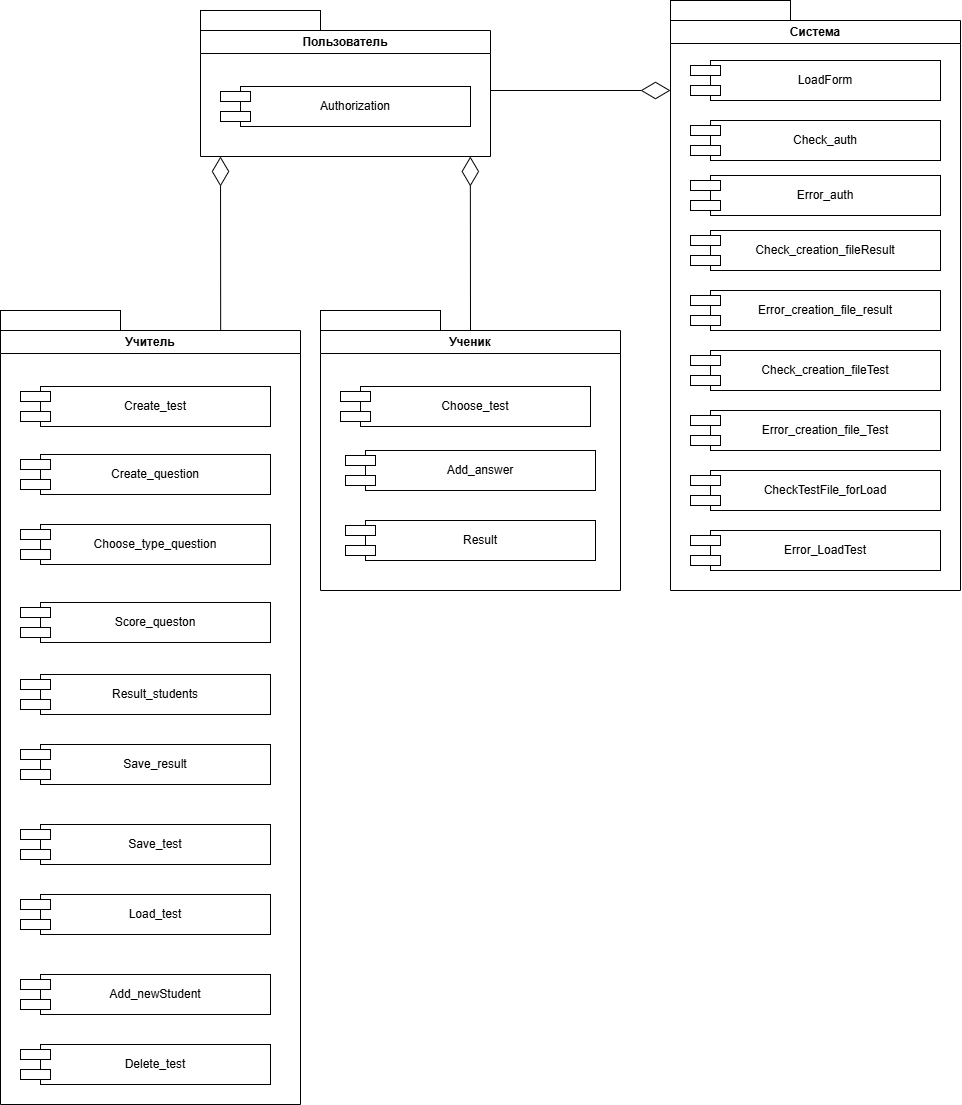 Пользователь
Authorization
Система
LoadForm
Check_auth
Error_auth
Check_creation_fileResult
Error_creation_file_result
Check_creation_fileTest
Error_creation_file_Test
CheckTestFile_forLoad
Error_LoadTest
Учитель
Create_test
Create_question
Choose_type_question
Score_queston
Result_students
Save_result
Save_test
Load_test
Add_newStudent
Delete_test
Ученик
Choose_test
Add_answer
Result